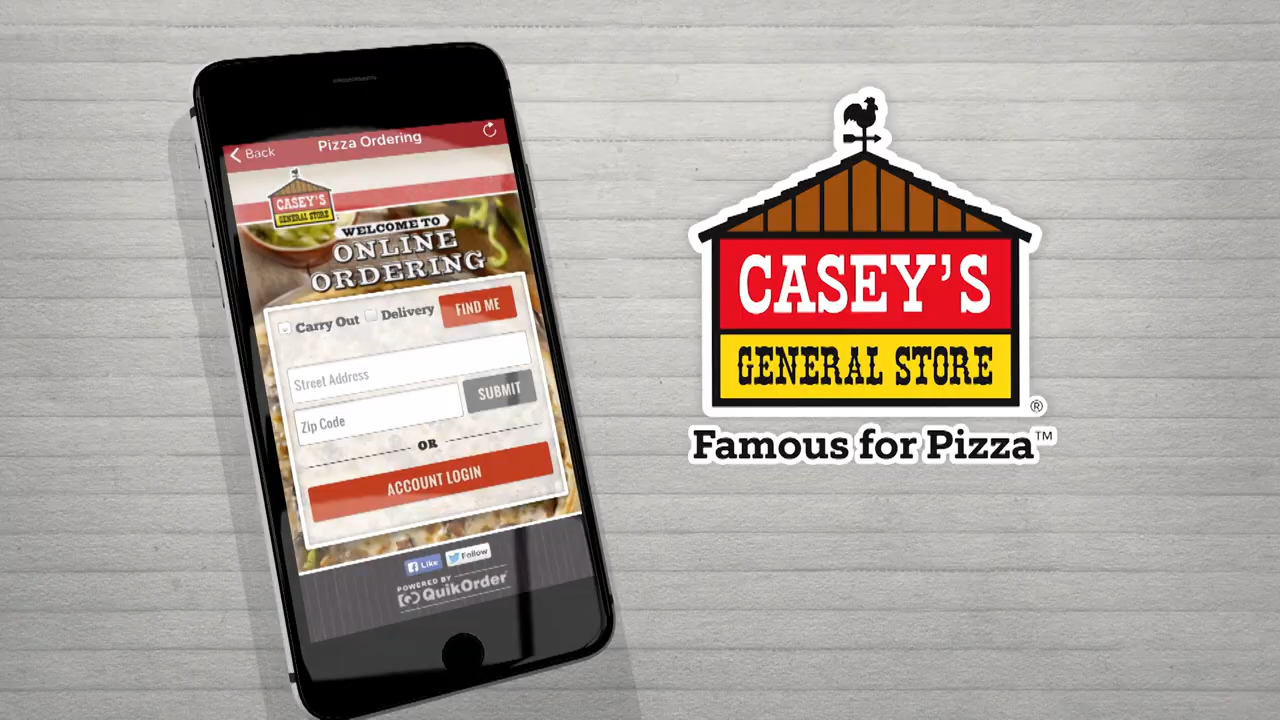 Back
Pizza Ordering
CASEY'S
GENERAL STORE
WELCOME TO
ONLINE
ORDERING
Carry Out
Delivery
FIND ME
Street Address
Zip Code
SUBMIT
OR
ACCOUNT LOGIN
Like
Follow
POWERED BY
QuikOrder
CASEY'S
GENERAL STORE
®
Famous for Pizza™